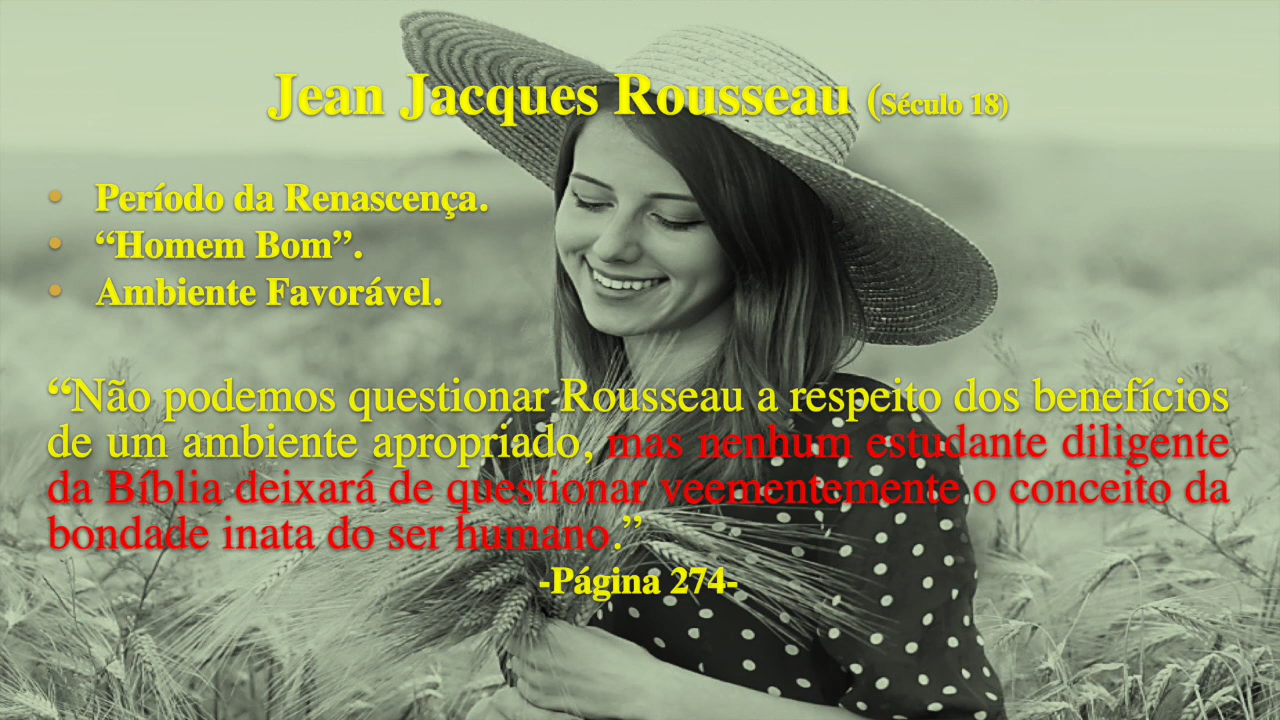 Jean Jacques Rousseau (Século 18)
• Período da Renascença.
• “Homem Bom”.
• Ambiente Favorável.
“Não podemos questionar Rousseau a respeito dos benefícios
de um ambiente apropriado, mas nenhum estudante diligente
da Bíblia deixará de questionar veementemente o conceito da
bondade inata do ser humano.”
-Página 274-